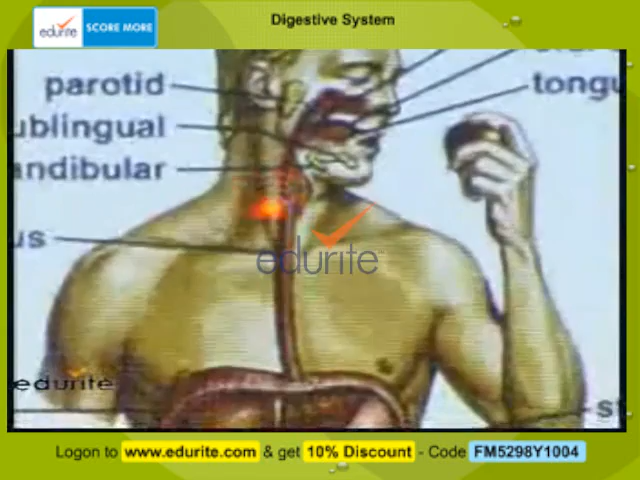 Digestive System
edurite SCORE MORE
parotid
ublingual
andibular
us
tongu
edurite
edurite
st
Logon to www.edurite.com & get 10% Discount - Code FM5298Y1004